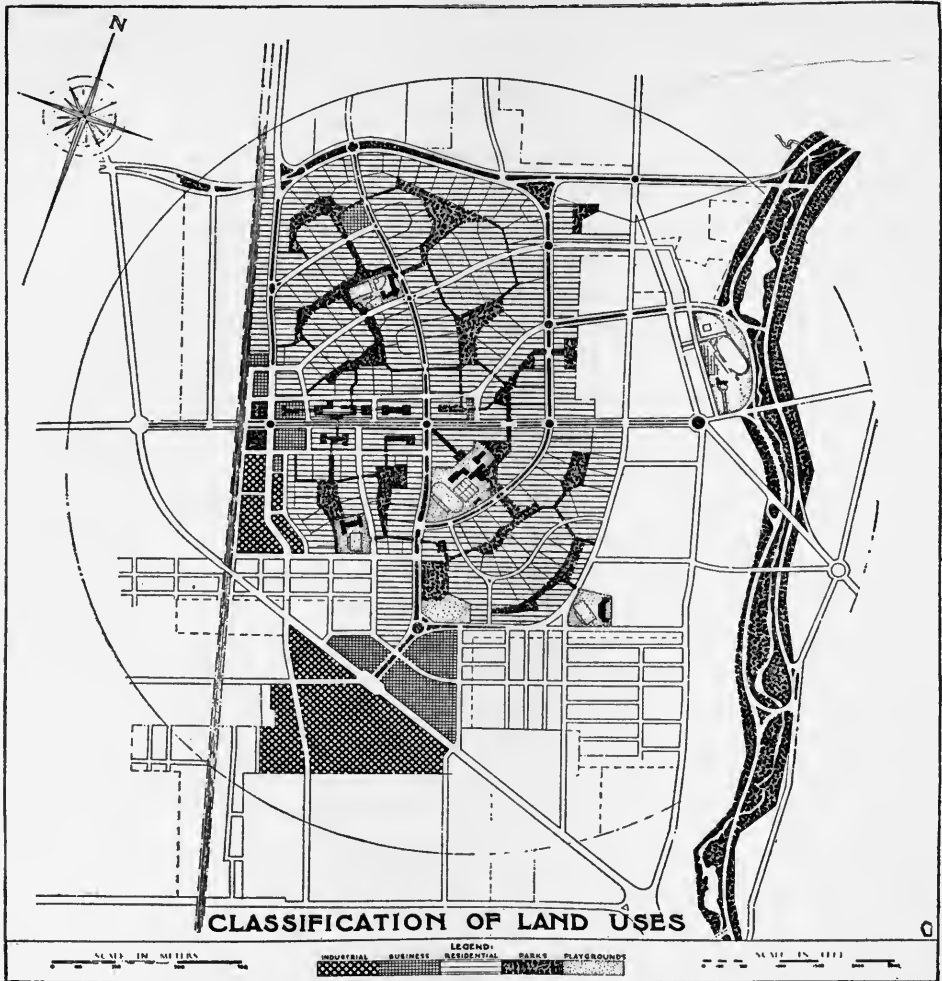 N
CLASSIFICATION OF LAND USES
LEGEND:
INDUSTRIAL BUSINESS RESIDENTIAL PARKS PLAYGROUNDS
SCALE IN METERS
SCALE IN FEET